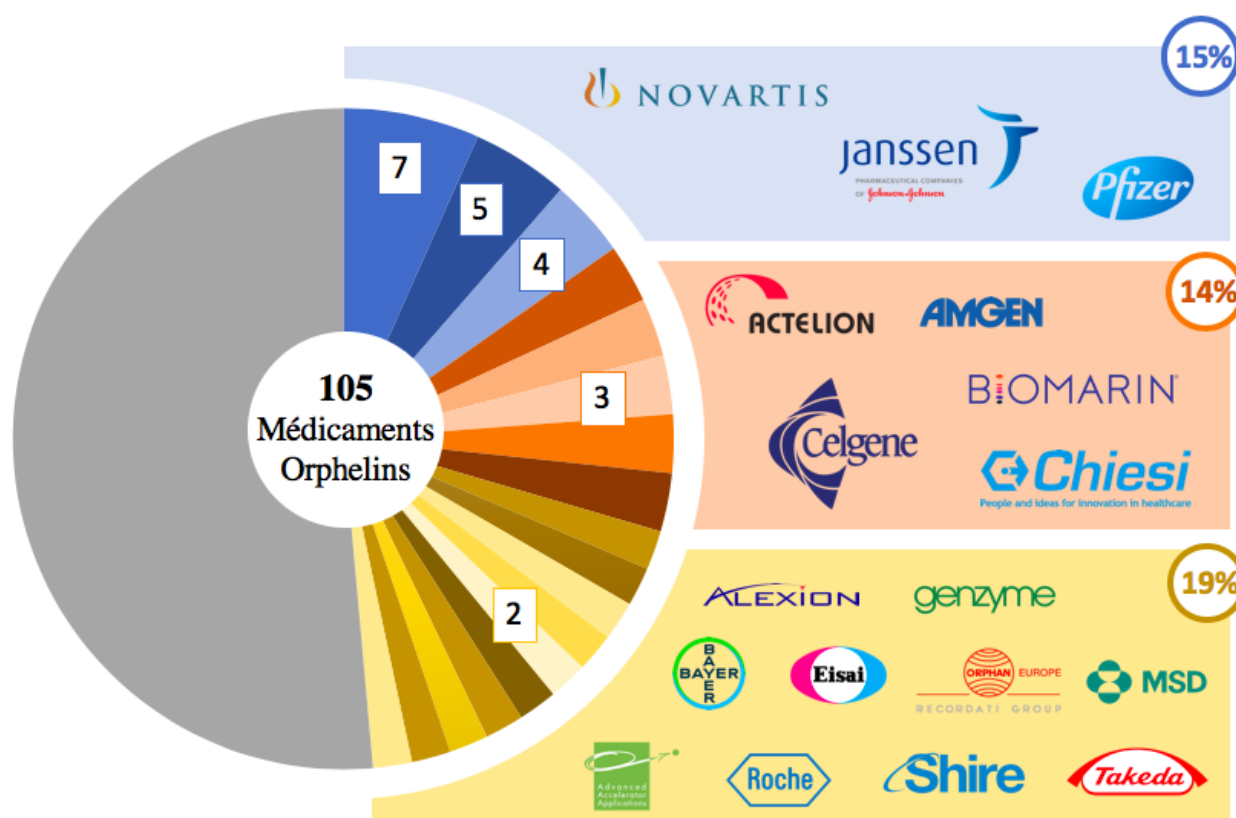 15%
NOVARTIS
janssen
PHARMACEUTICAL COMPANIES
OF Johnson & Johnson
Pfizer
7
5
4
14%
ACTELION
AMGEN
BIOMARIN
Celgene
Chiesi
People and ideas for innovation in healthcare
3
105
Médicaments
Orphelins
19%
ALEXION
genzyme
BAYER
BAYER
Eisai
ORPHAN EUROPE
RECORDATI GROUP
MSD
2
Advanced
Accelerator
Applications
Roche
Shire
Takeda